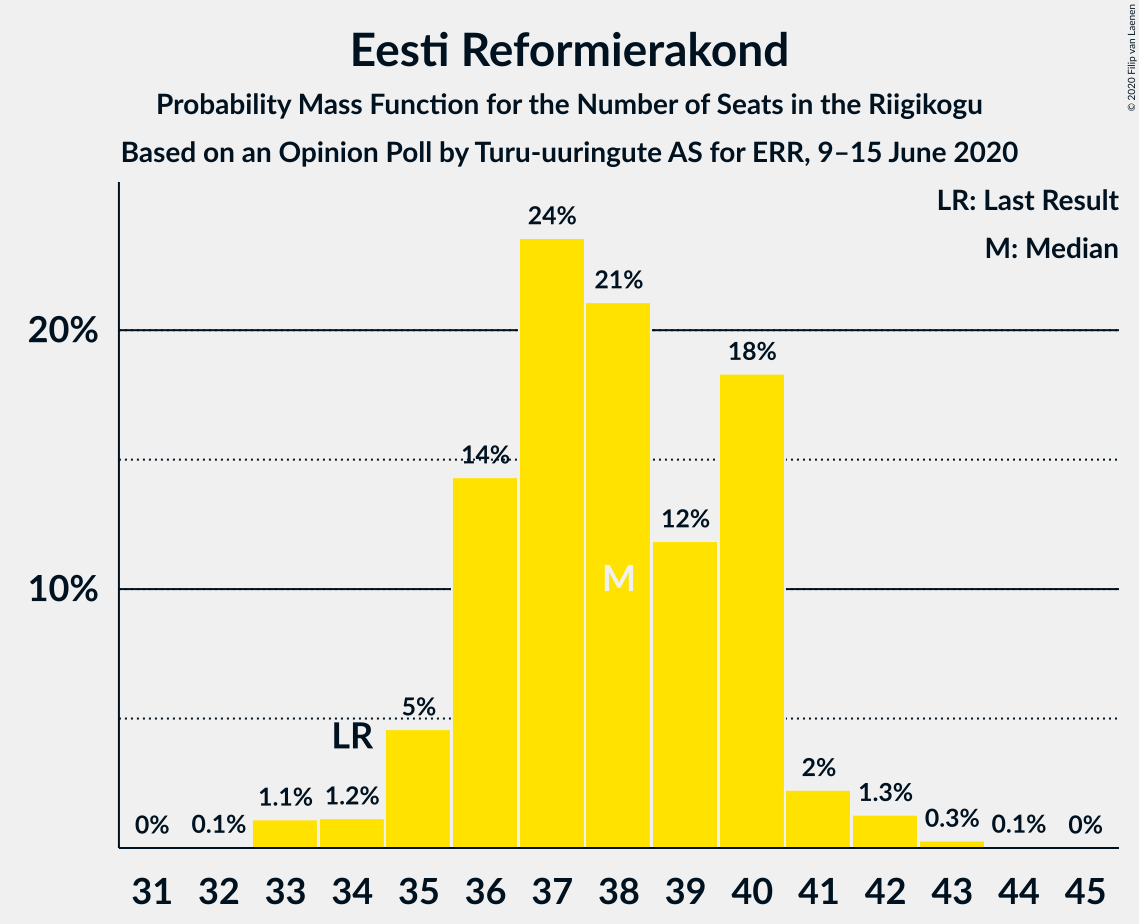 Eesti Reformierakond
Probability Mass Function for the Number of Seats in the Riigikogu
Based on an Opinion Poll by Turu-uuringute AS for ERR, 9–15 June 2020
© 2020 Filip van Laenen
LR: Last Result
M: Median
20%
10%
0%
0.1%
1.1%
1.2%
LR
5%
14%
24%
21%
M
12%
18%
2%
1.3%
0.3%
0.1%
0%
31 32 33 34 35 36 37 38 39 40 41 42 43 44 45